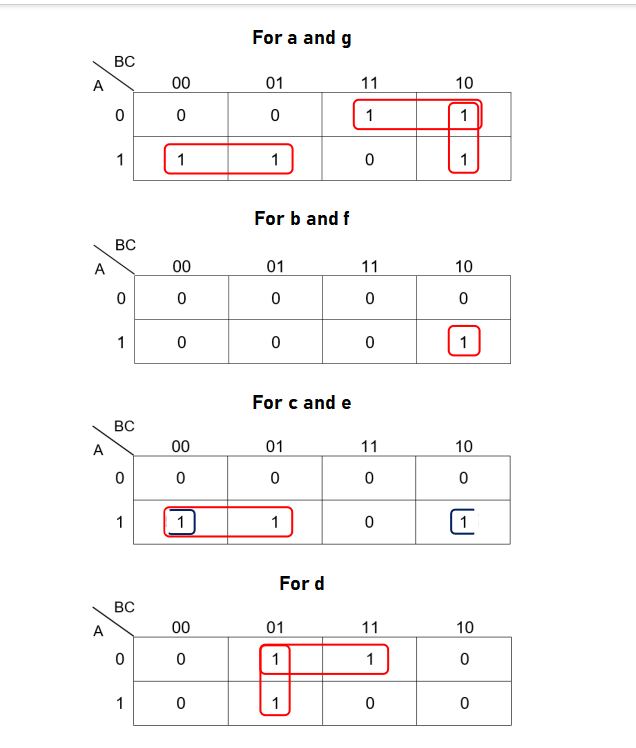 For a and g
BC
A
00 01 11 10
0 0 0 1 1
1 1 1 0 1
For b and f
BC
A
00 01 11 10
0 0 0 0 0
1 0 0 0 1
For c and e
BC
A
00 01 11 10
0 0 0 0 0
1 1 1 0 1
For d
BC
A
00 01 11 10
0 0 1 1 0
1 0 1 0 0